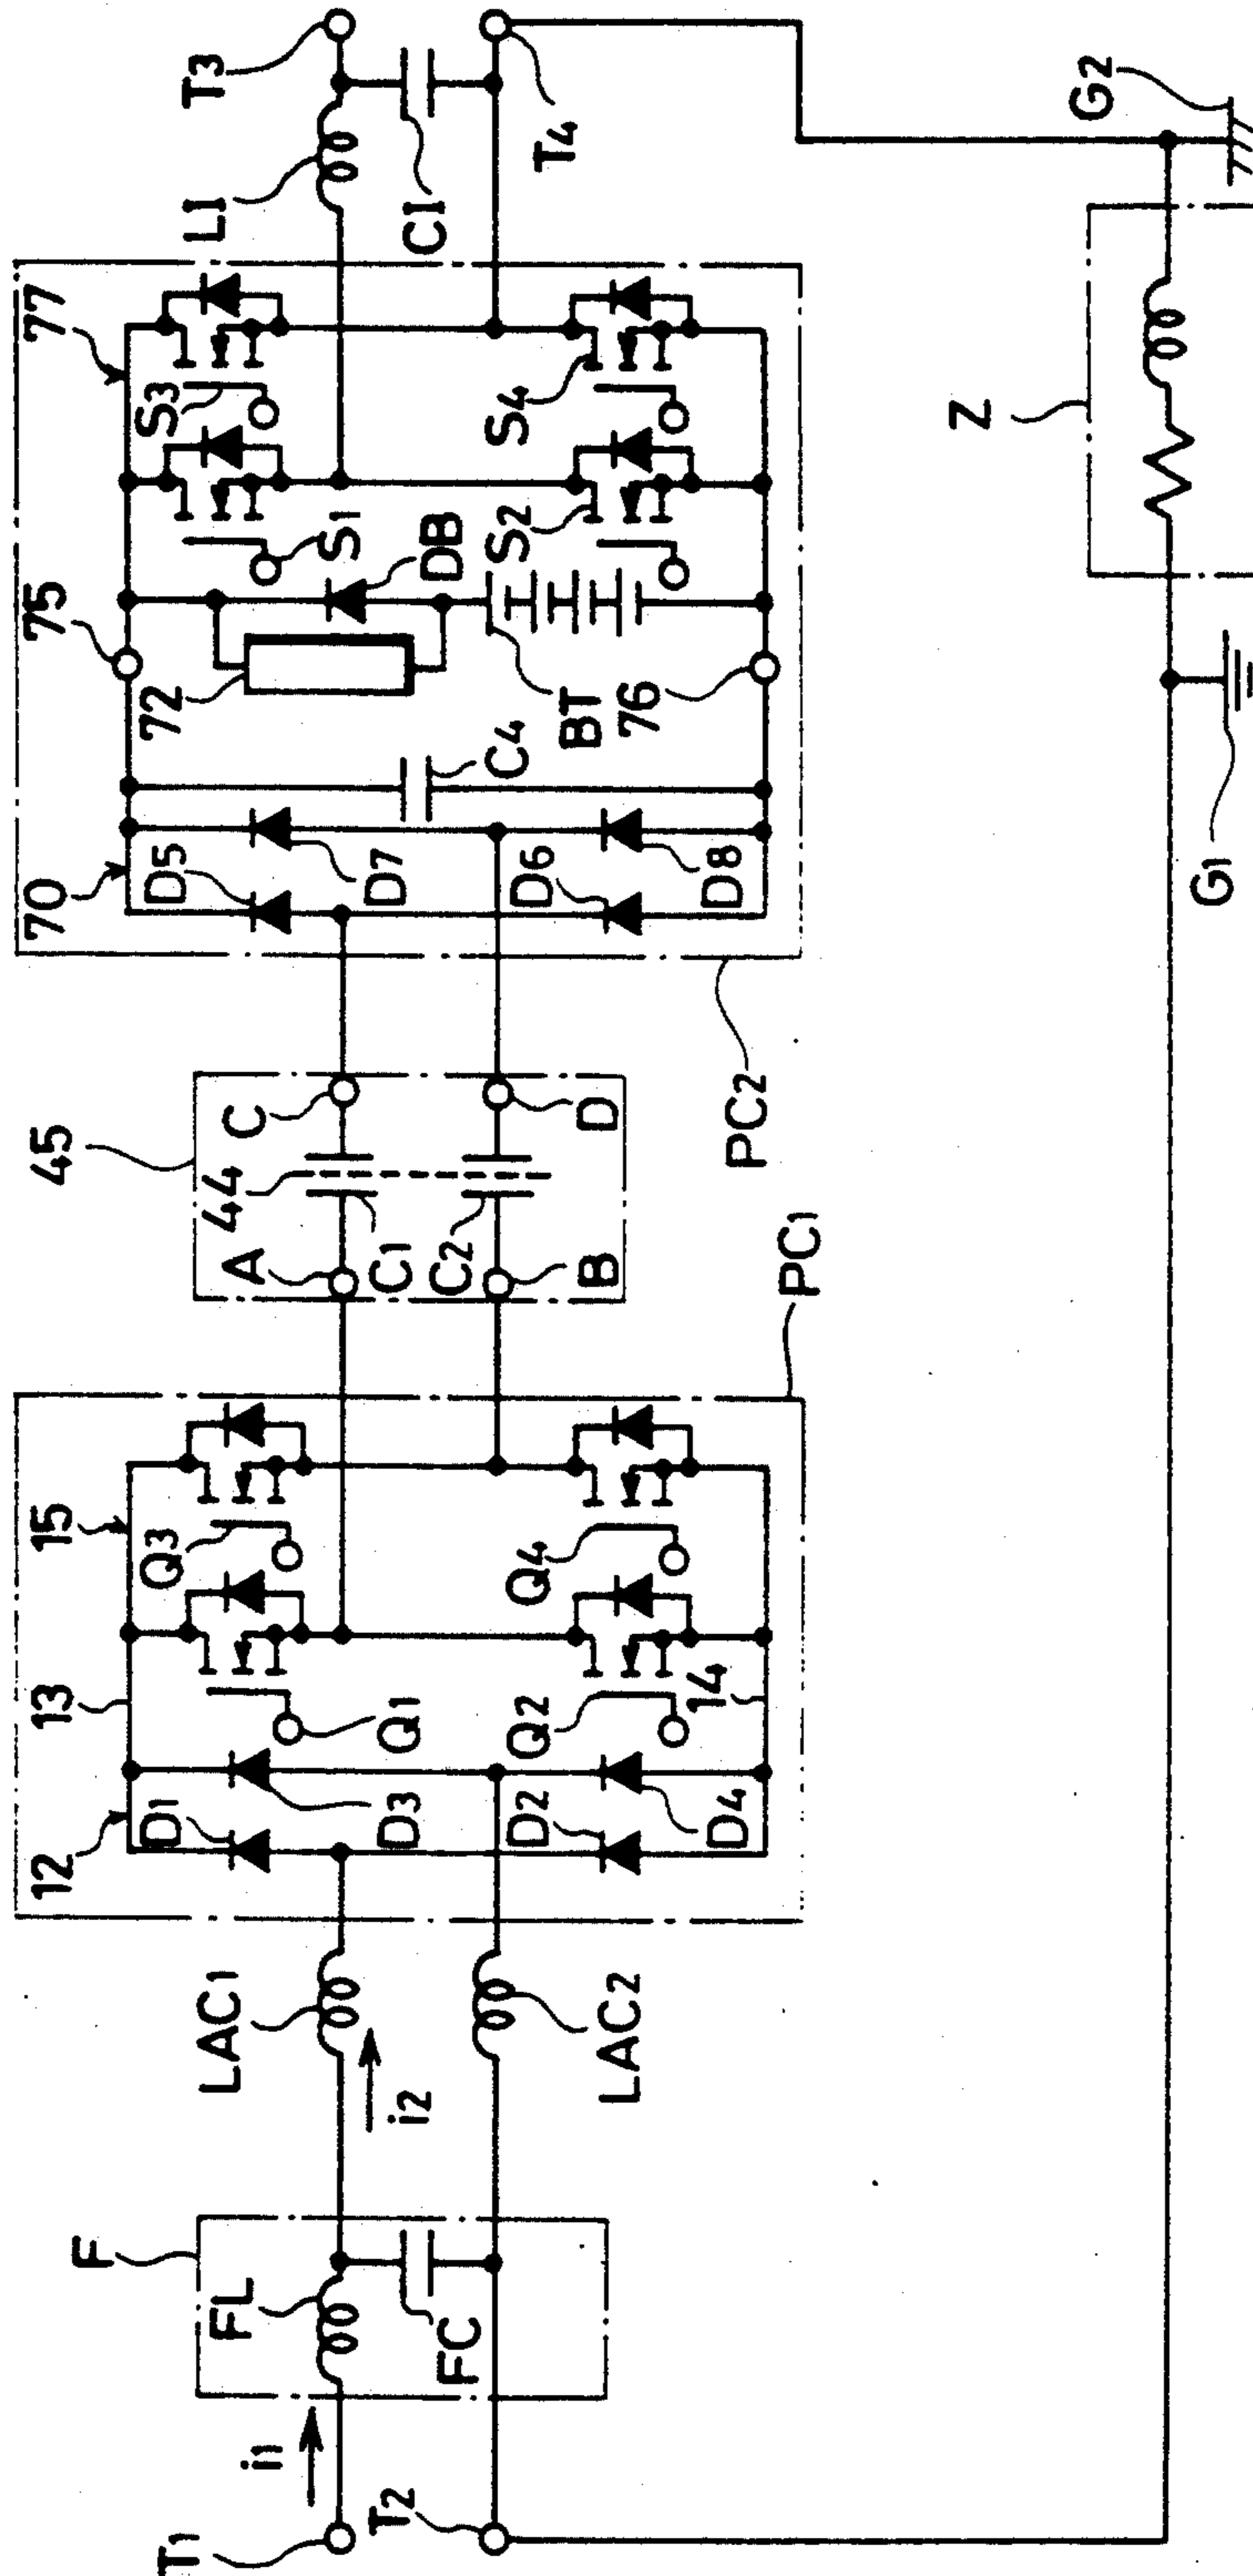 T1
i1
T2
F
FL
FC
LAC1
i2
LAC2
12
13
15
D1
D3
D2
D4
Q1
Q3
Q2
Q4
14
PC1
45
44
A
C
C1
C2
B
D
PC2
70
75
77
D5
D7
D6
D8
C4
72
DB
BT
76
S1
S3
S2
S4
LI
CI
T3
T4
G1
Z
G2